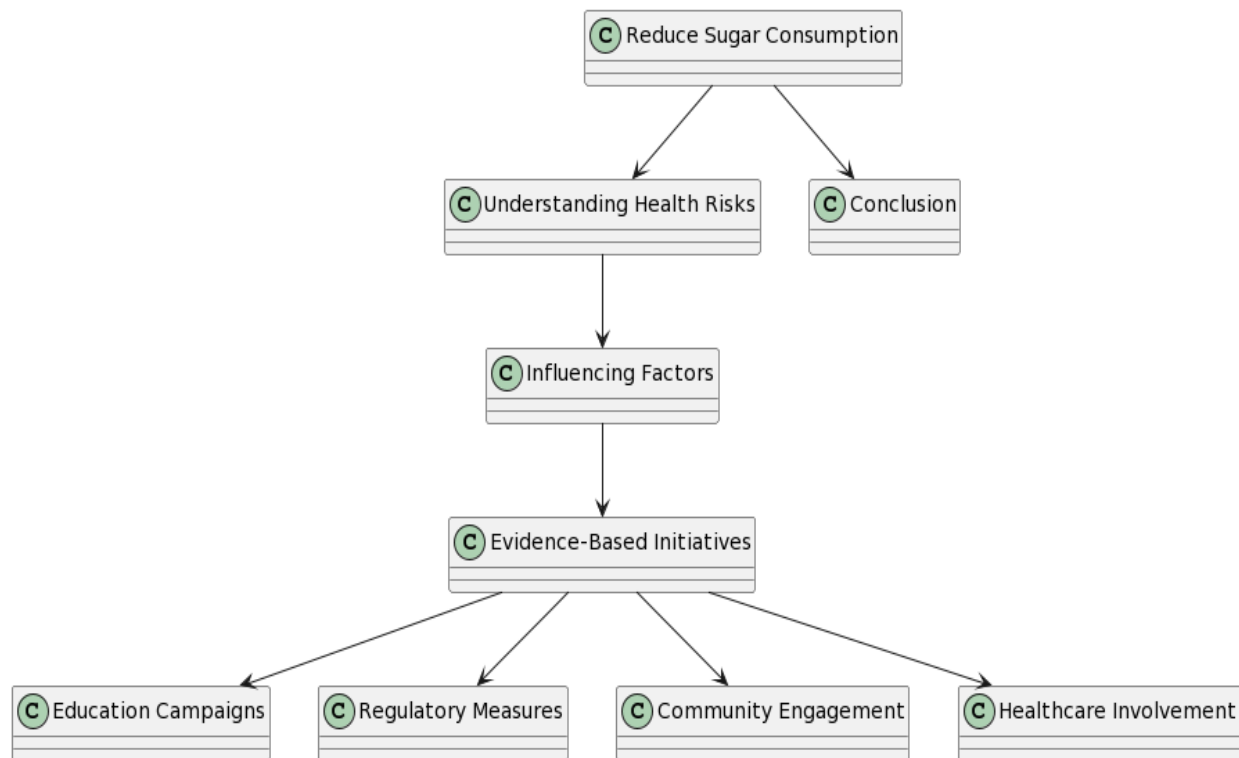 C Reduce Sugar Consumption
C Understanding Health Risks
C Conclusion
C Influencing Factors
C Evidence-Based Initiatives
C Education Campaigns
C Regulatory Measures
C Community Engagement
C Healthcare Involvement